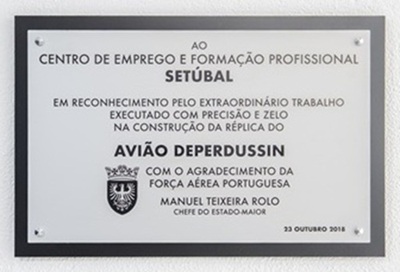 AO
CENTRO DE EMPREGO E FORMAÇÃO PROFISSIONAL
SETÚBAL
EM RECONHECIMENTO PELO EXTRAORDINÁRIO TRABALHO
EXECUTADO COM PRECISÃO E ZELO
NA CONSTRUÇÃO DA RÉPLICA DO
AVIÃO DEPERDUSSIN
COM O AGRADECIMENTO DA
FORÇA AÉREA PORTUGUESA
MANUEL TEIXEIRA ROLO
CHEFE DO ESTADO-MAIOR
23 OUTUBRO 2018